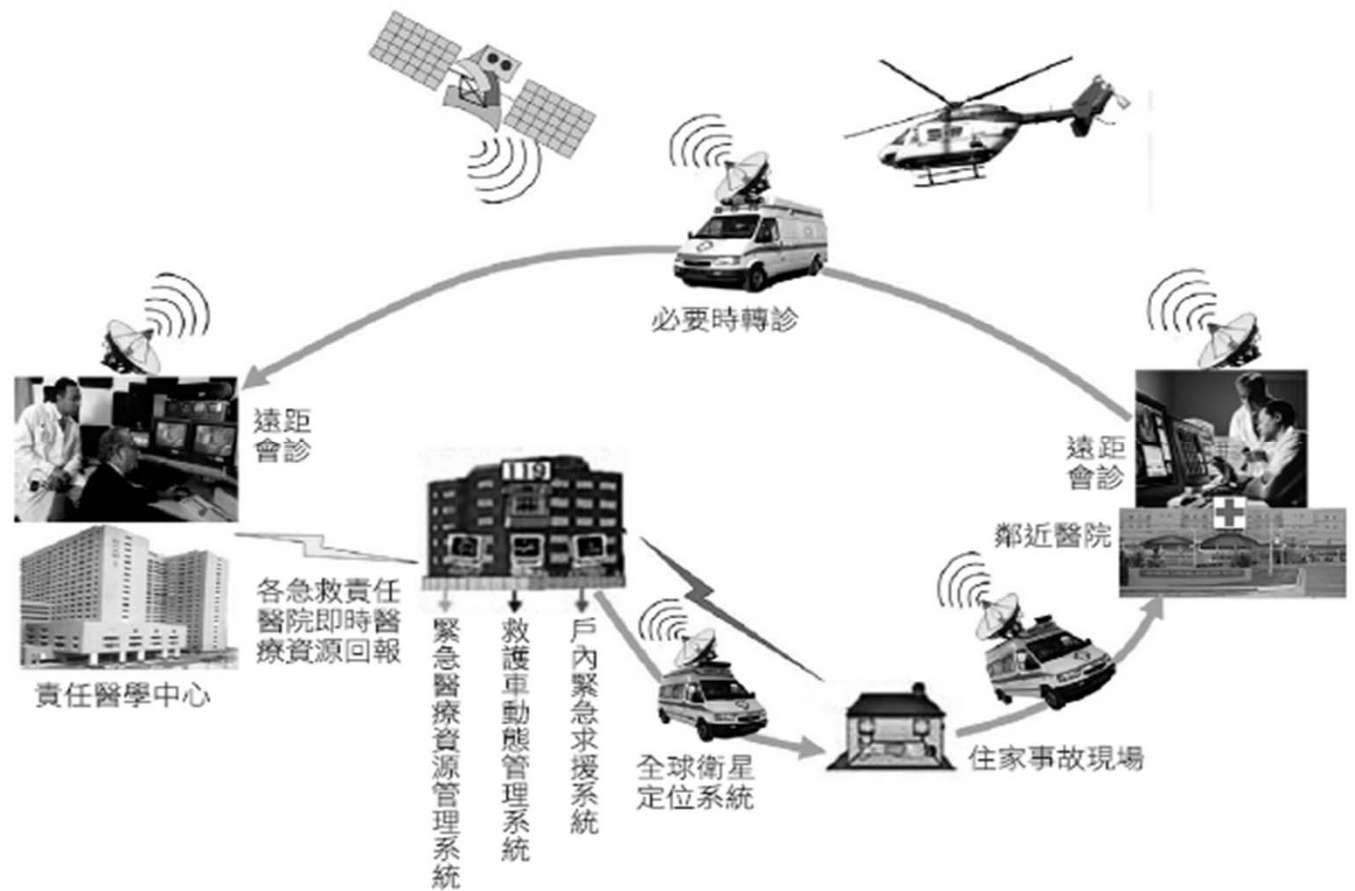 必要時轉診
遠距
會診
遠距
會診
119
鄰近醫院
各急救責任
醫院即時醫
療資源回報
責任醫學中心
緊急醫療資源管理系統
救護車動態管理系統
戶內緊急求援系統
全球衛星
定位系統
住家事故現場